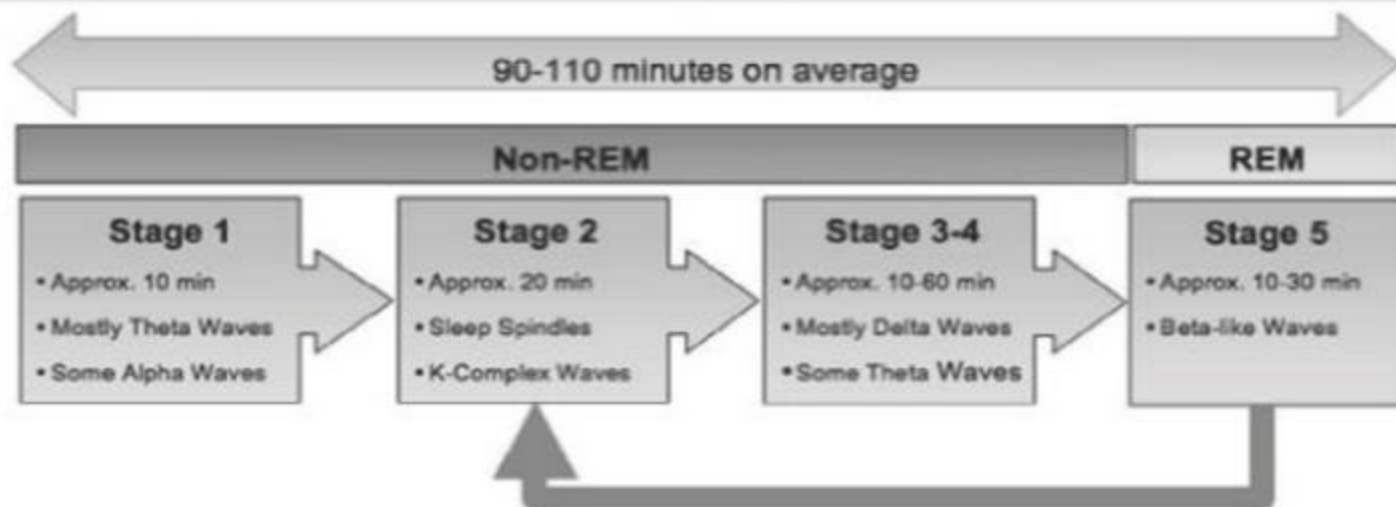 90-110 minutes on average
Non-REM
REM
Stage 1
• Approx. 10 min
• Mostly Theta Waves
• Some Alpha Waves
Stage 2
• Approx. 20 min
• Sleep Spindles
• K-Complex Waves
Stage 3-4
• Approx. 10-60 min
• Mostly Delta Waves
• Some Theta Waves
Stage 5
• Approx. 10-30 min
• Beta-like Waves